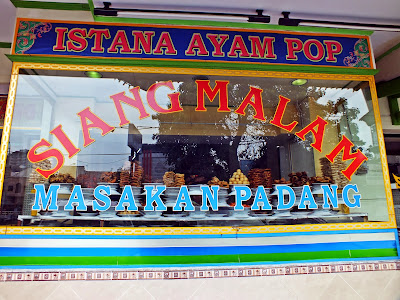 ISTANA AYAM POP
SIANG MALAM
MASAKAN PADANG